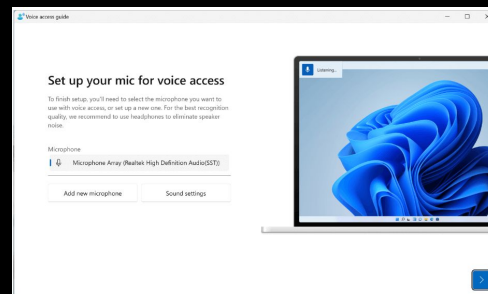 Voice access guide
Set up your mic for voice access
To finish setup, you'll need to select the microphone you want to
use with voice access, or set up a new one. For the best recognition
quality, we recommend to use headphones to eliminate speaker
noise.
Microphone
Microphone Array (Realtek High Definition Audio(SST))
Add new microphone
Sound settings
Listening...